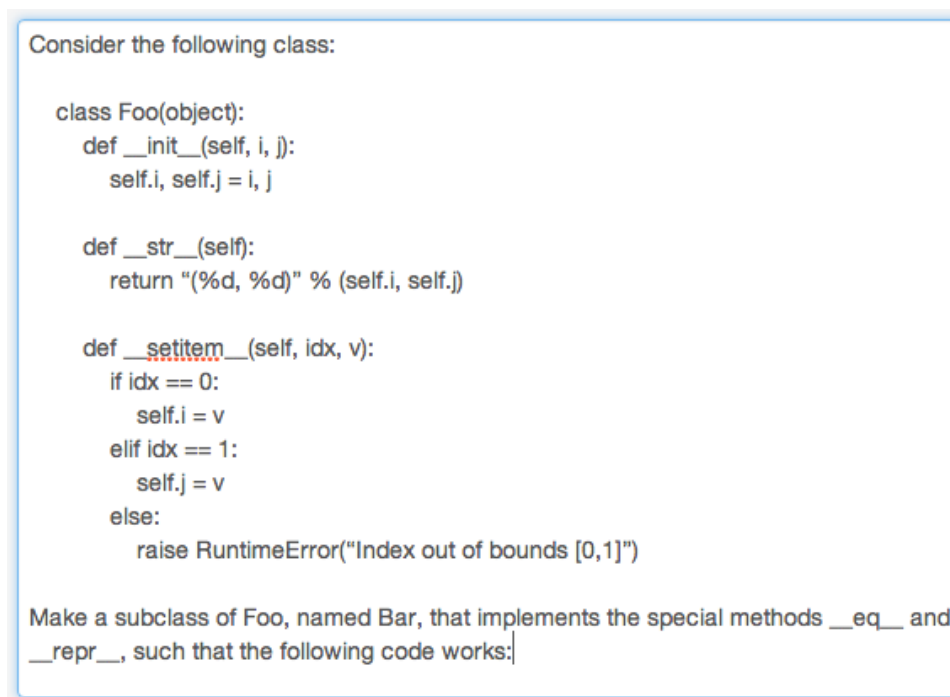 Consider the following class:
class Foo(object):
def __init__(self, i, j):
self.i, self.j = i, j
def __str__(self):
return “(%d, %d)” % (self.i, self.j)
def __setitem__(self, idx, v):
if idx == 0:
self.i = v
elif idx == 1:
self.j = v
else:
raise RuntimeError(“Index out of bounds [0,1]”)
Make a subclass of Foo, named Bar, that implements the special methods __eq__ and
__repr__, such that the following code works: